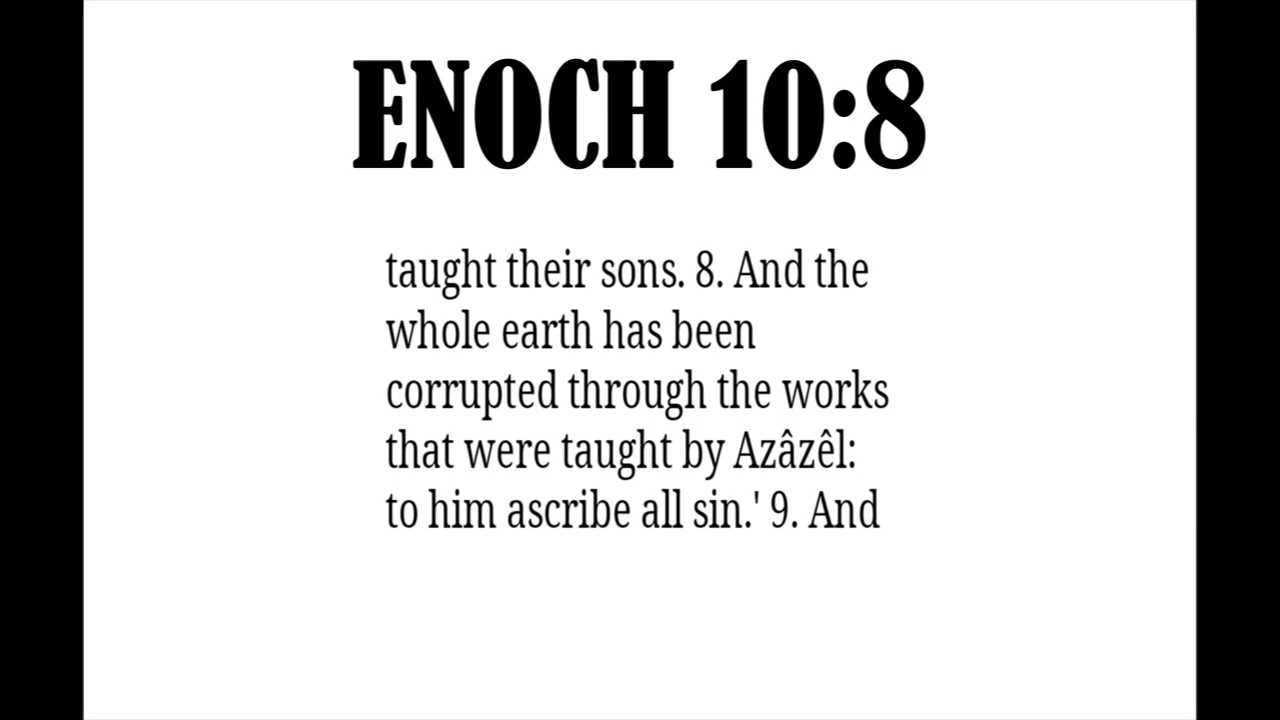 ENOCH 10:8
taught their sons. 8. And the
whole earth has been
corrupted through the works
that were taught by Azâzêl:
to him ascribe all sin.' 9. And